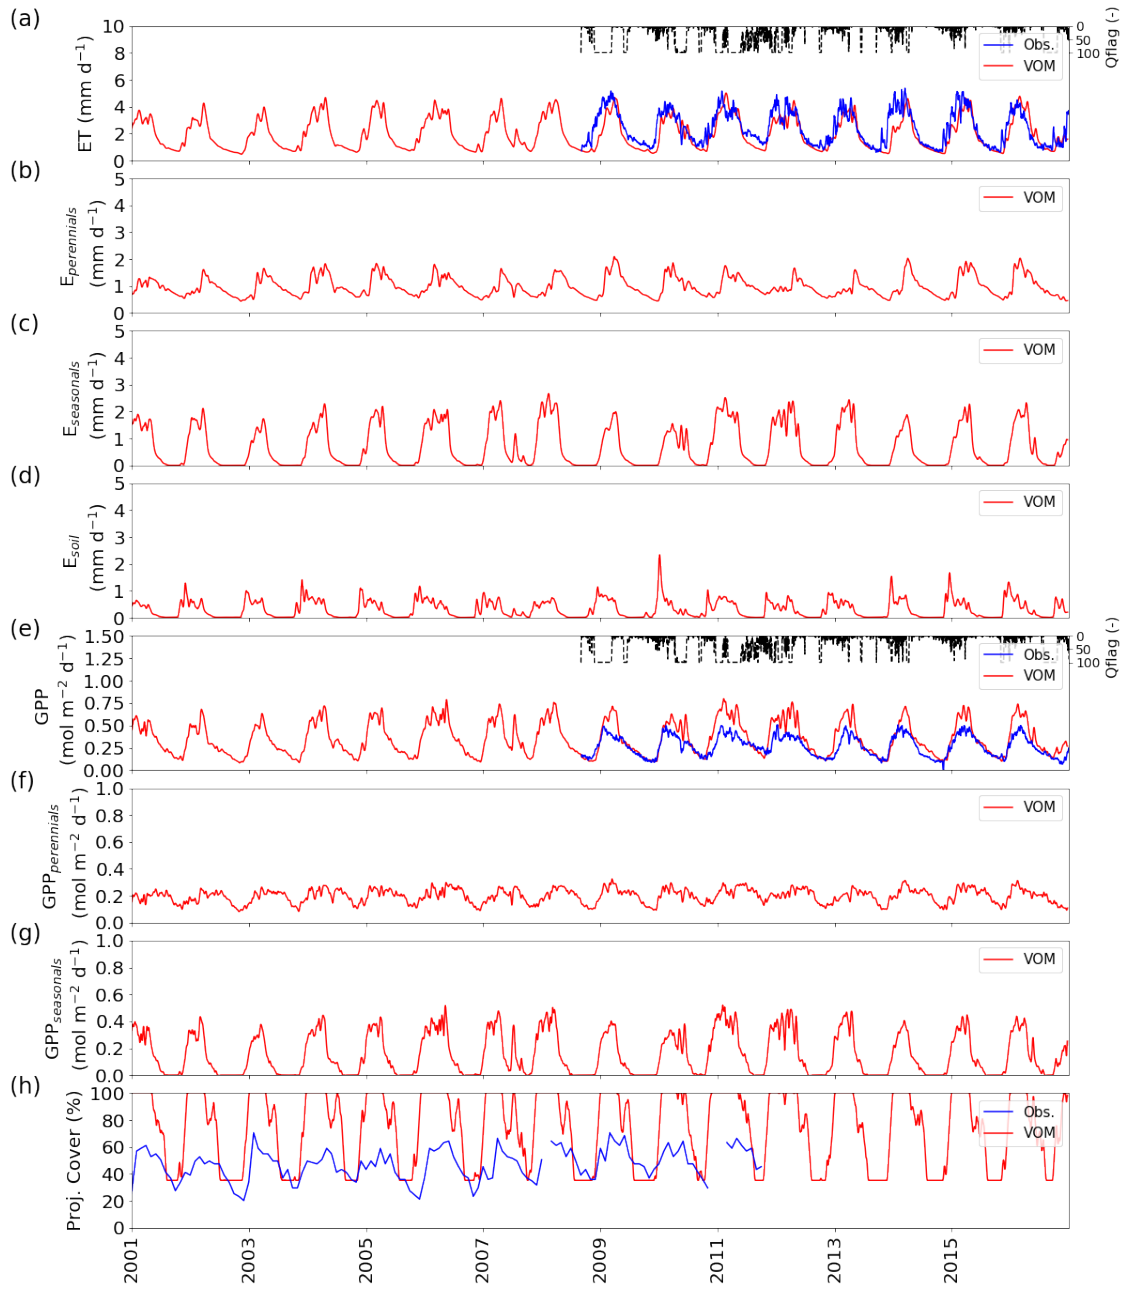 (a)
ET (mm d⁻¹)
10
8
6
4
2
0
0
50
100
Qflag (-)
Obs.
VOM
(b)
E_perennials
(mm d⁻¹)
5
4
3
2
1
0
VOM
(c)
E_seasonals
(mm d⁻¹)
5
4
3
2
1
0
VOM
(d)
E_soil
(mm d⁻¹)
5
4
3
2
1
0
VOM
(e)
GPP
(mol m⁻² d⁻¹)
1.50
1.25
1.00
0.75
0.50
0.25
0.00
0
50
100
Qflag (-)
Obs.
VOM
(f)
GPP_perennials
(mol m⁻² d⁻¹)
1.0
0.8
0.6
0.4
0.2
0.0
VOM
(g)
GPP_seasonals
(mol m⁻² d⁻¹)
1.0
0.8
0.6
0.4
0.2
0.0
VOM
(h)
Proj. Cover (%)
100
80
60
40
20
0
Obs.
VOM
2001
2003
2005
2007
2009
2011
2013
2015